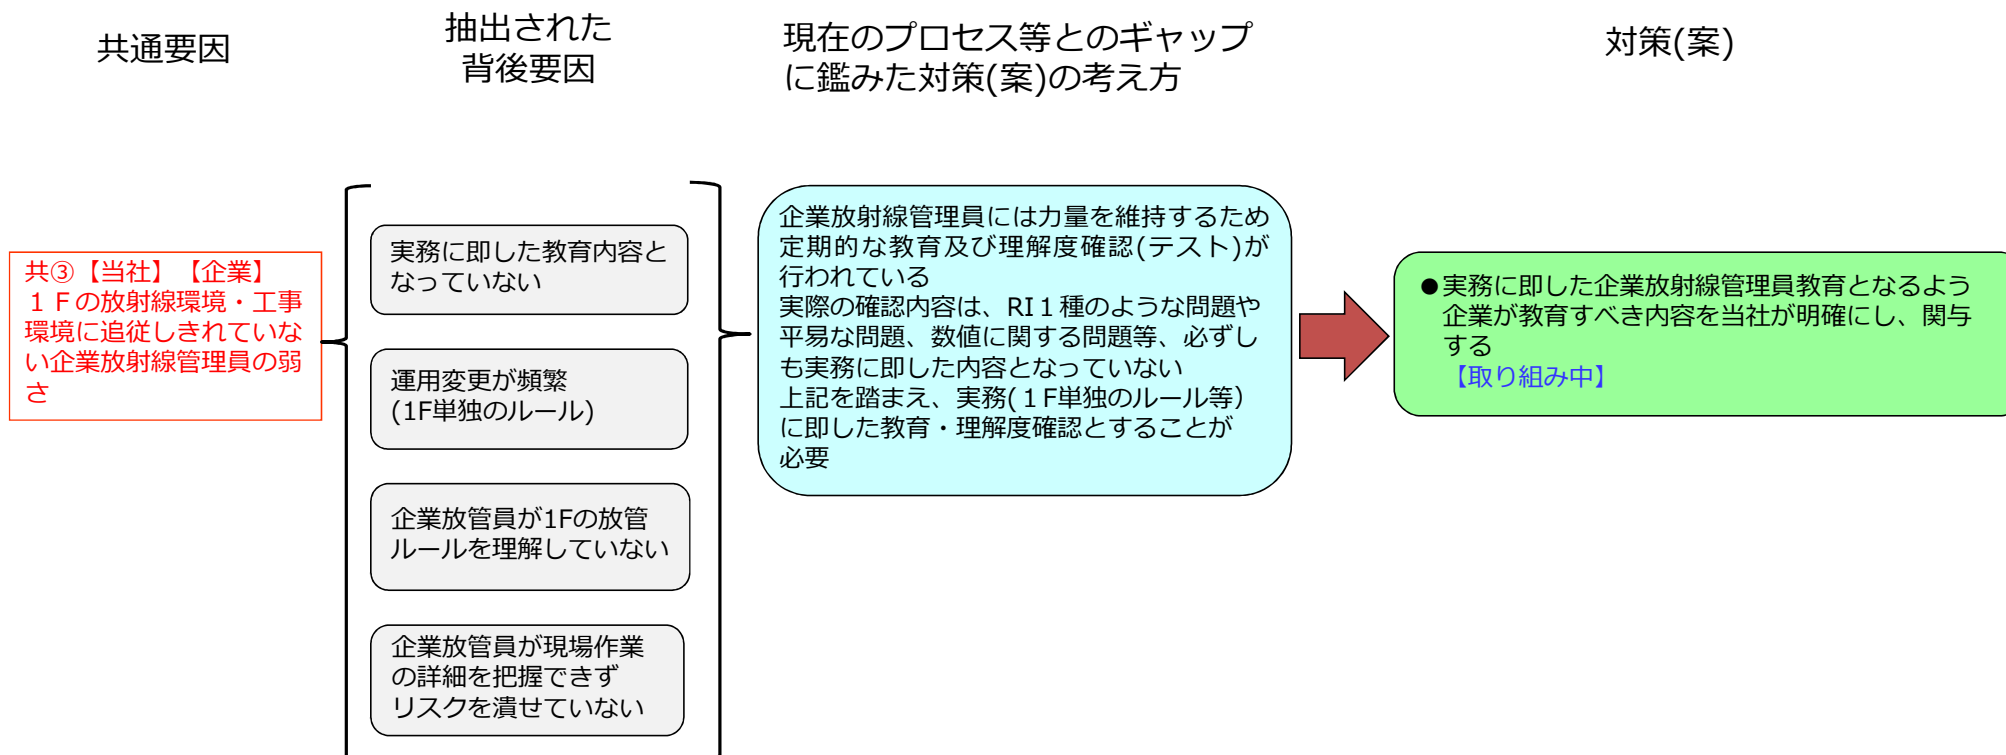 共通要因
抽出された
背後要因
現在のプロセス等とのギャップ
に鑑みた対策(案)の考え方
対策(案)
共③【当社】【企業】
１Ｆの放射線環境・工事
環境に追従しきれていな
い企業放射線管理員の弱
さ
実務に即した教育内容と
なっていない
運用変更が頻繁
(1F単独のルール)
企業放管員が1Fの放管
ルールを理解していない
企業放管員が現場作業
の詳細を把握できず
リスクを潰せていない
企業放射線管理員には力量を維持するため
定期的な教育及び理解度確認(テスト)が
行われている
実際の確認内容は、RI１種のような問題や
平易な問題、数値に関する問題等、必ずし
も実務に即した内容となっていない
上記を踏まえ、実務(１F単独のルール等）
に即した教育・理解度確認とすることが
必要
●実務に即した企業放射線管理員教育となるよう
企業が教育すべき内容を当社が明確にし、関与
する
【取り組み中】